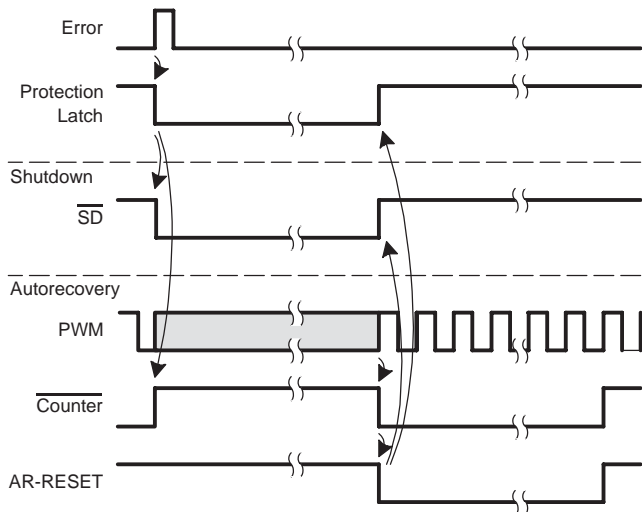 Error
Protection
Latch
Shutdown
SD
Autorecovery
PWM
Counter
AR-RESET